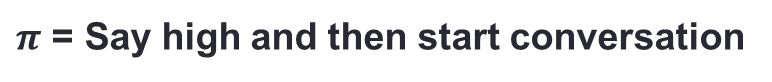 π = Say high and then start conversation